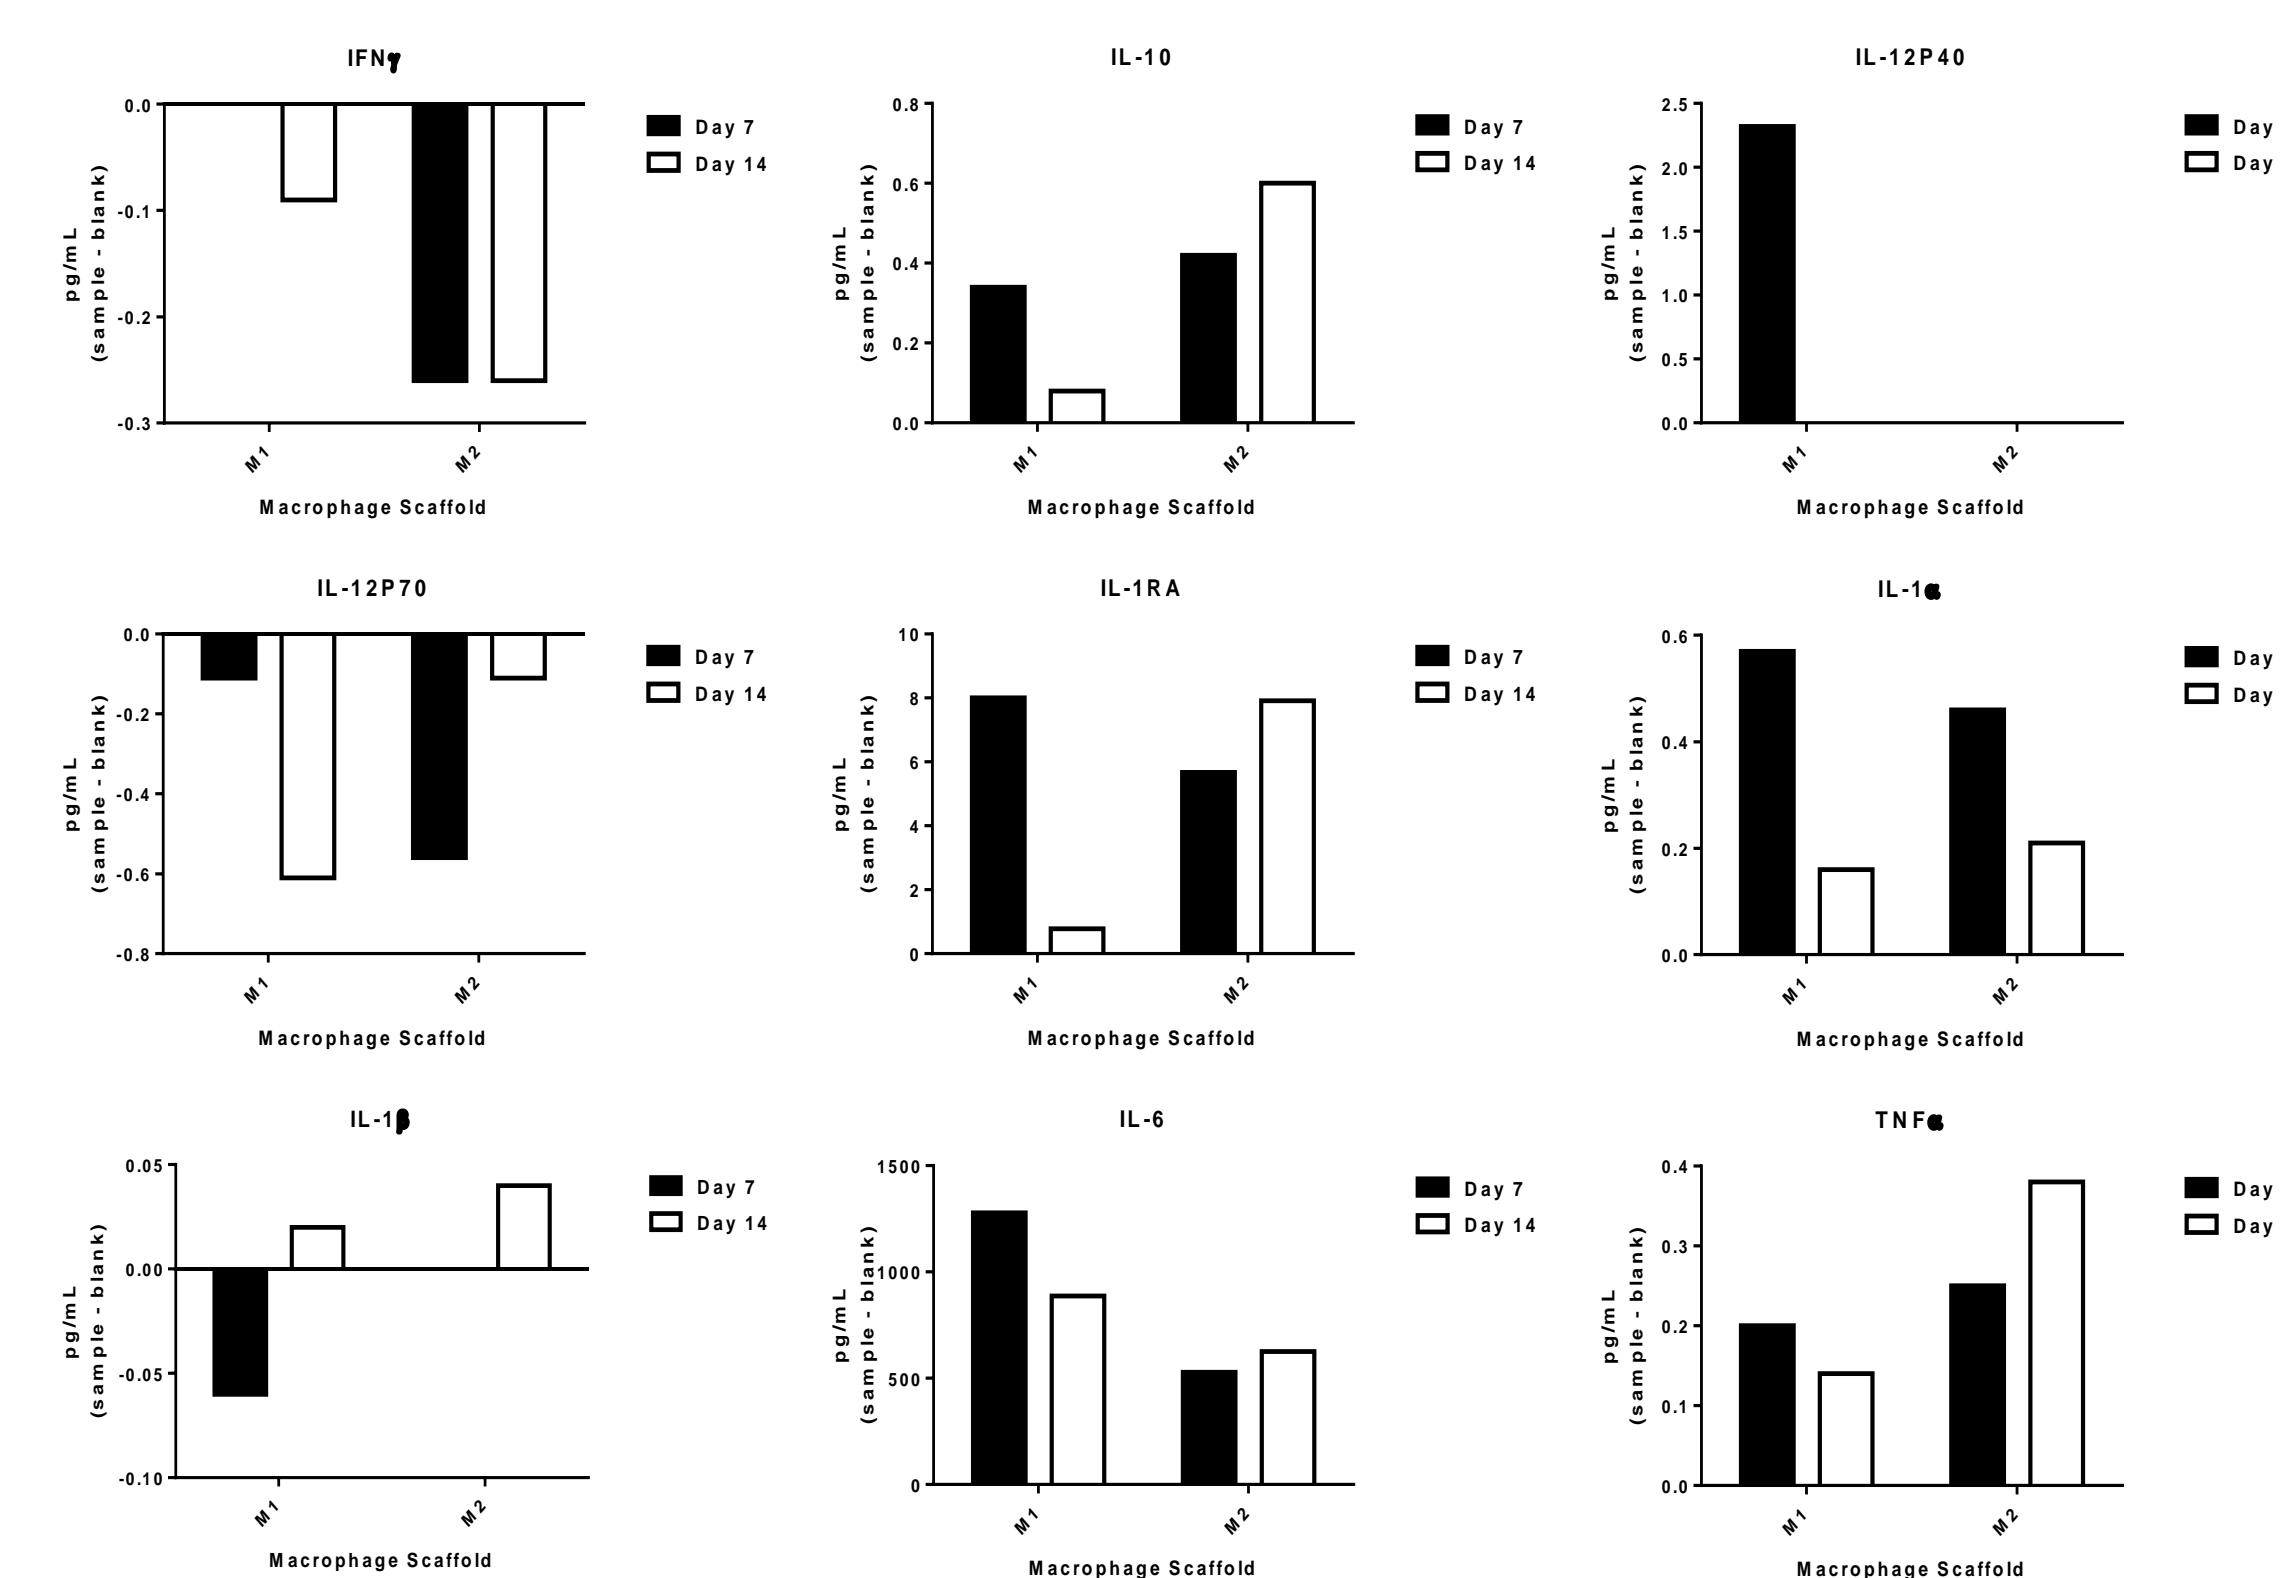 IFNγ
0.0
-0.1
-0.2
-0.3
pg/mL
(sample - blank)
M1
M2
Macrophage Scaffold
Day 7
Day 14
IL-10
0.8
0.6
0.4
0.2
0.0
pg/mL
(sample - blank)
M1
M2
Macrophage Scaffold
Day 7
Day 14
IL-12P40
2.5
2.0
1.5
1.0
0.5
0.0
pg/mL
(sample - blank)
M1
M2
Macrophage Scaffold
Day
Day
IL-12P70
0.0
-0.2
-0.4
-0.6
-0.8
pg/mL
(sample - blank)
M1
M2
Macrophage Scaffold
Day 7
Day 14
IL-1RA
10
8
6
4
2
0
pg/mL
(sample - blank)
M1
M2
Macrophage Scaffold
Day 7
Day 14
IL-1α
0.6
0.4
0.2
0.0
pg/mL
(sample - blank)
M1
M2
Macrophage Scaffold
Day
Day
IL-1β
0.05
0.00
-0.05
-0.10
pg/mL
(sample - blank)
M1
M2
Macrophage Scaffold
Day 7
Day 14
IL-6
1500
1000
500
0
pg/mL
(sample - blank)
M1
M2
Macrophage Scaffold
Day 7
Day 14
TNFα
0.4
0.3
0.2
0.1
0.0
pg/mL
(sample - blank)
M1
M2
Macrophage Scaffold
Day
Day